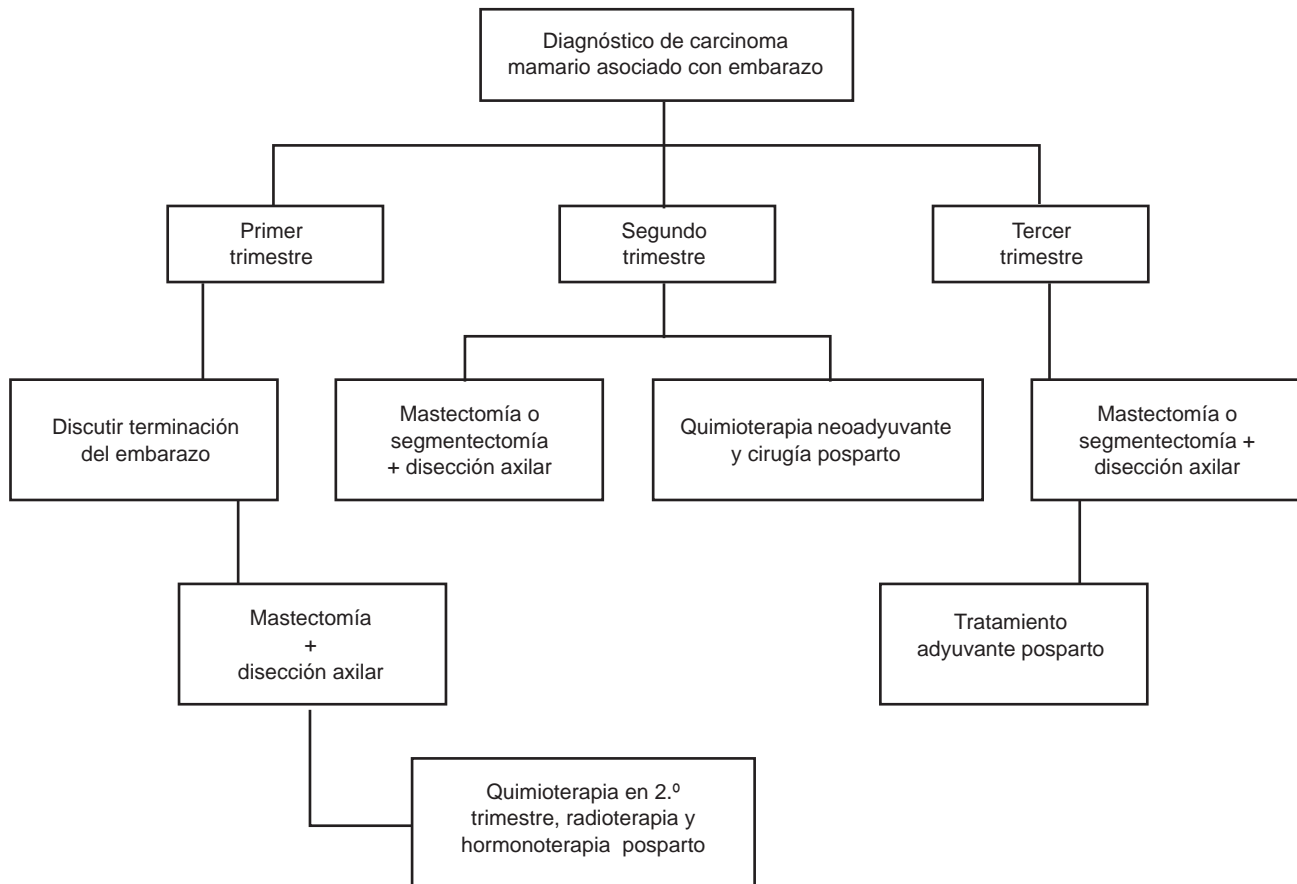 Diagnóstico de carcinoma
mamario asociado con embarazo
Primer
trimestre
Segundo
trimestre
Tercer
trimestre
Discutir terminación
del embarazo
Mastectomía o
segmentectomía
+ disección axilar
Quimioterapia neoadyuvante
y cirugía posparto
Mastectomía o
segmentectomía +
disección axilar
Mastectomía
+
disección axilar
Tratamiento
adyuvante posparto
Quimioterapia en 2.º
trimestre, radioterapia y
hormonoterapia posparto